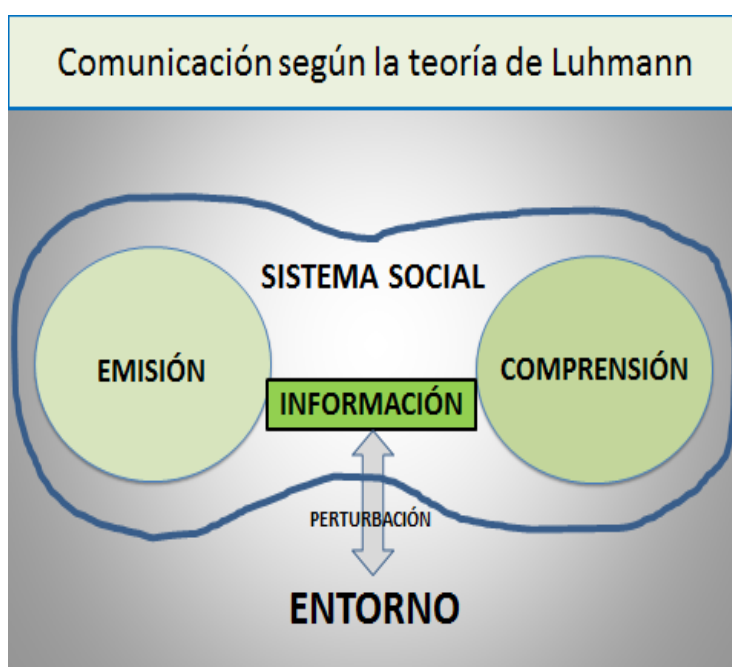 Comunicación según la teoría de Luhmann
SISTEMA SOCIAL
EMISIÓN
COMPRENSIÓN
INFORMACIÓN
PERTURBACIÓN
ENTORNO